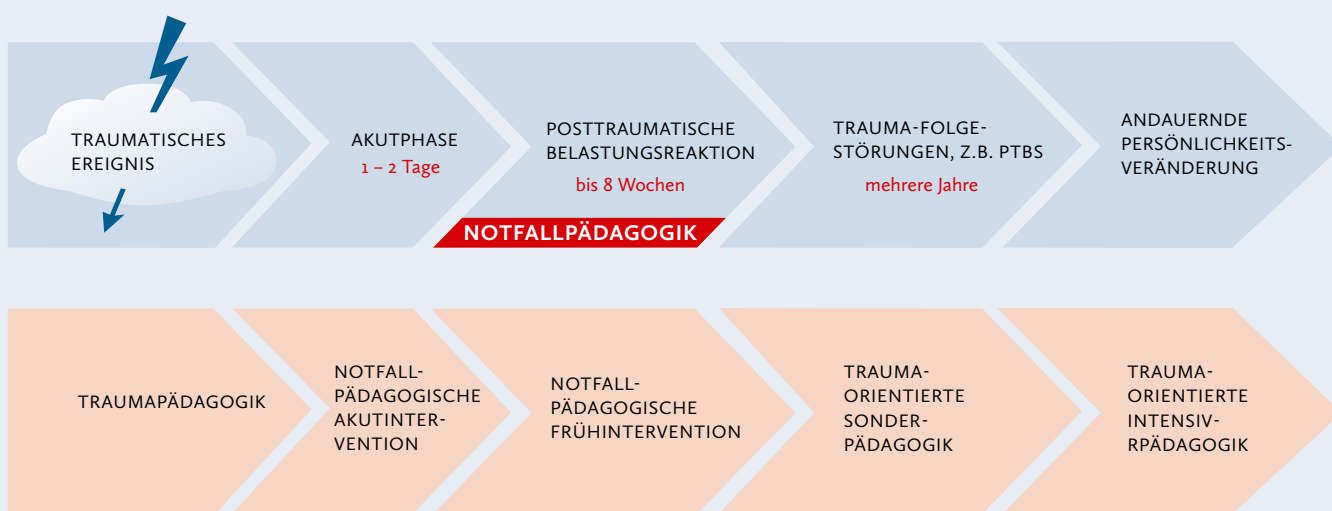 TRAUMATISCHES
EREIGNIS
AKUTPHASE
1 – 2 Tage
POSTTRAUMATISCHE
BELASTUNGSREAKTION
bis 8 Wochen
TRAUMA-FOLGE-
STÖRUNGEN, Z.B. PTBS
mehrere Jahre
ANDAUERNDE
PERSÖNLICHKEITS-
VERÄNDERUNG
NOTFALLPÄDAGOGIK
TRAUMAPÄDAGOGIK
NOTFALL-
PÄDAGOGISCHE
AKUTINTER-
VENTION
NOTFALL-
PÄDAGOGISCHE
FRÜHINTERVENTION
TRAUMA-
ORIENTIERTE
SONDER-
PÄDAGOGIK
TRAUMA-
ORIENTIERTE
INTENSIV-
RPÄDAGOGIK